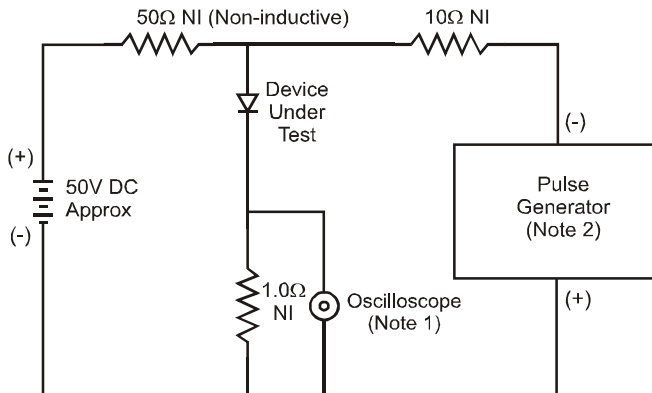 50Ω NI (Non-inductive)
10Ω NI
Device
Under
Test
(+)
50V DC
Approx
(-)
(-)
Pulse
Generator
(Note 2)
(+)
1.0Ω
NI
Oscilloscope
(Note 1)